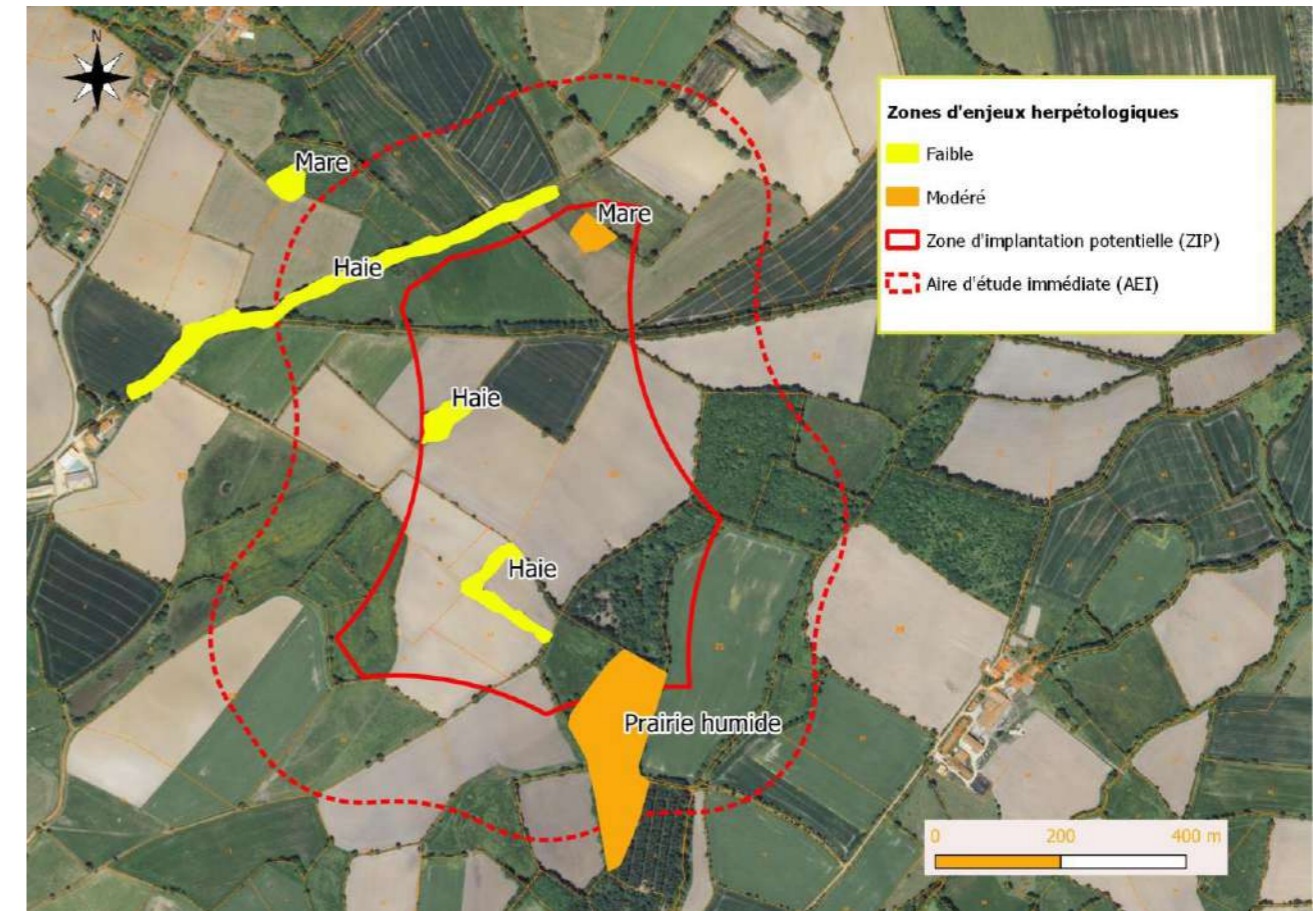 N
Mare
Mare
Haie
Haie
Haie
Prairie humide
Zones d'enjeux herpétologiques
Faible
Modéré
Zone d'implantation potentielle (ZIP)
Aire d'étude immédiate (AEI)
0 200 400 m